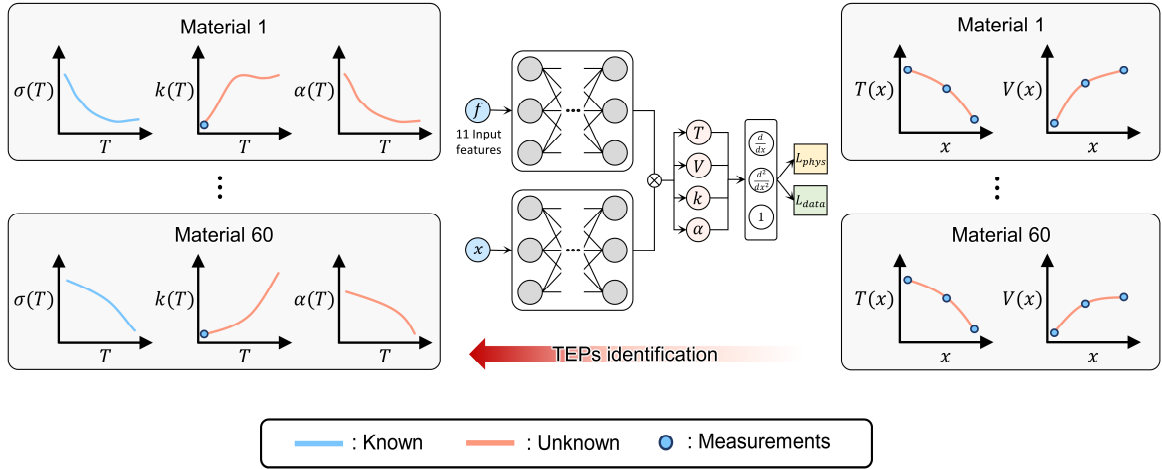 Material 1
σ(T)
T
k(T)
T
α(T)
T
Material 60
σ(T)
T
k(T)
T
α(T)
T
f
11 Input
features
x
T
V
k
α
d/dx
d²/dx²
1
L_phys
L_data
TEPs identification
Material 1
T(x)
x
V(x)
x
Material 60
T(x)
x
V(x)
x
: Known
: Unknown
: Measurements